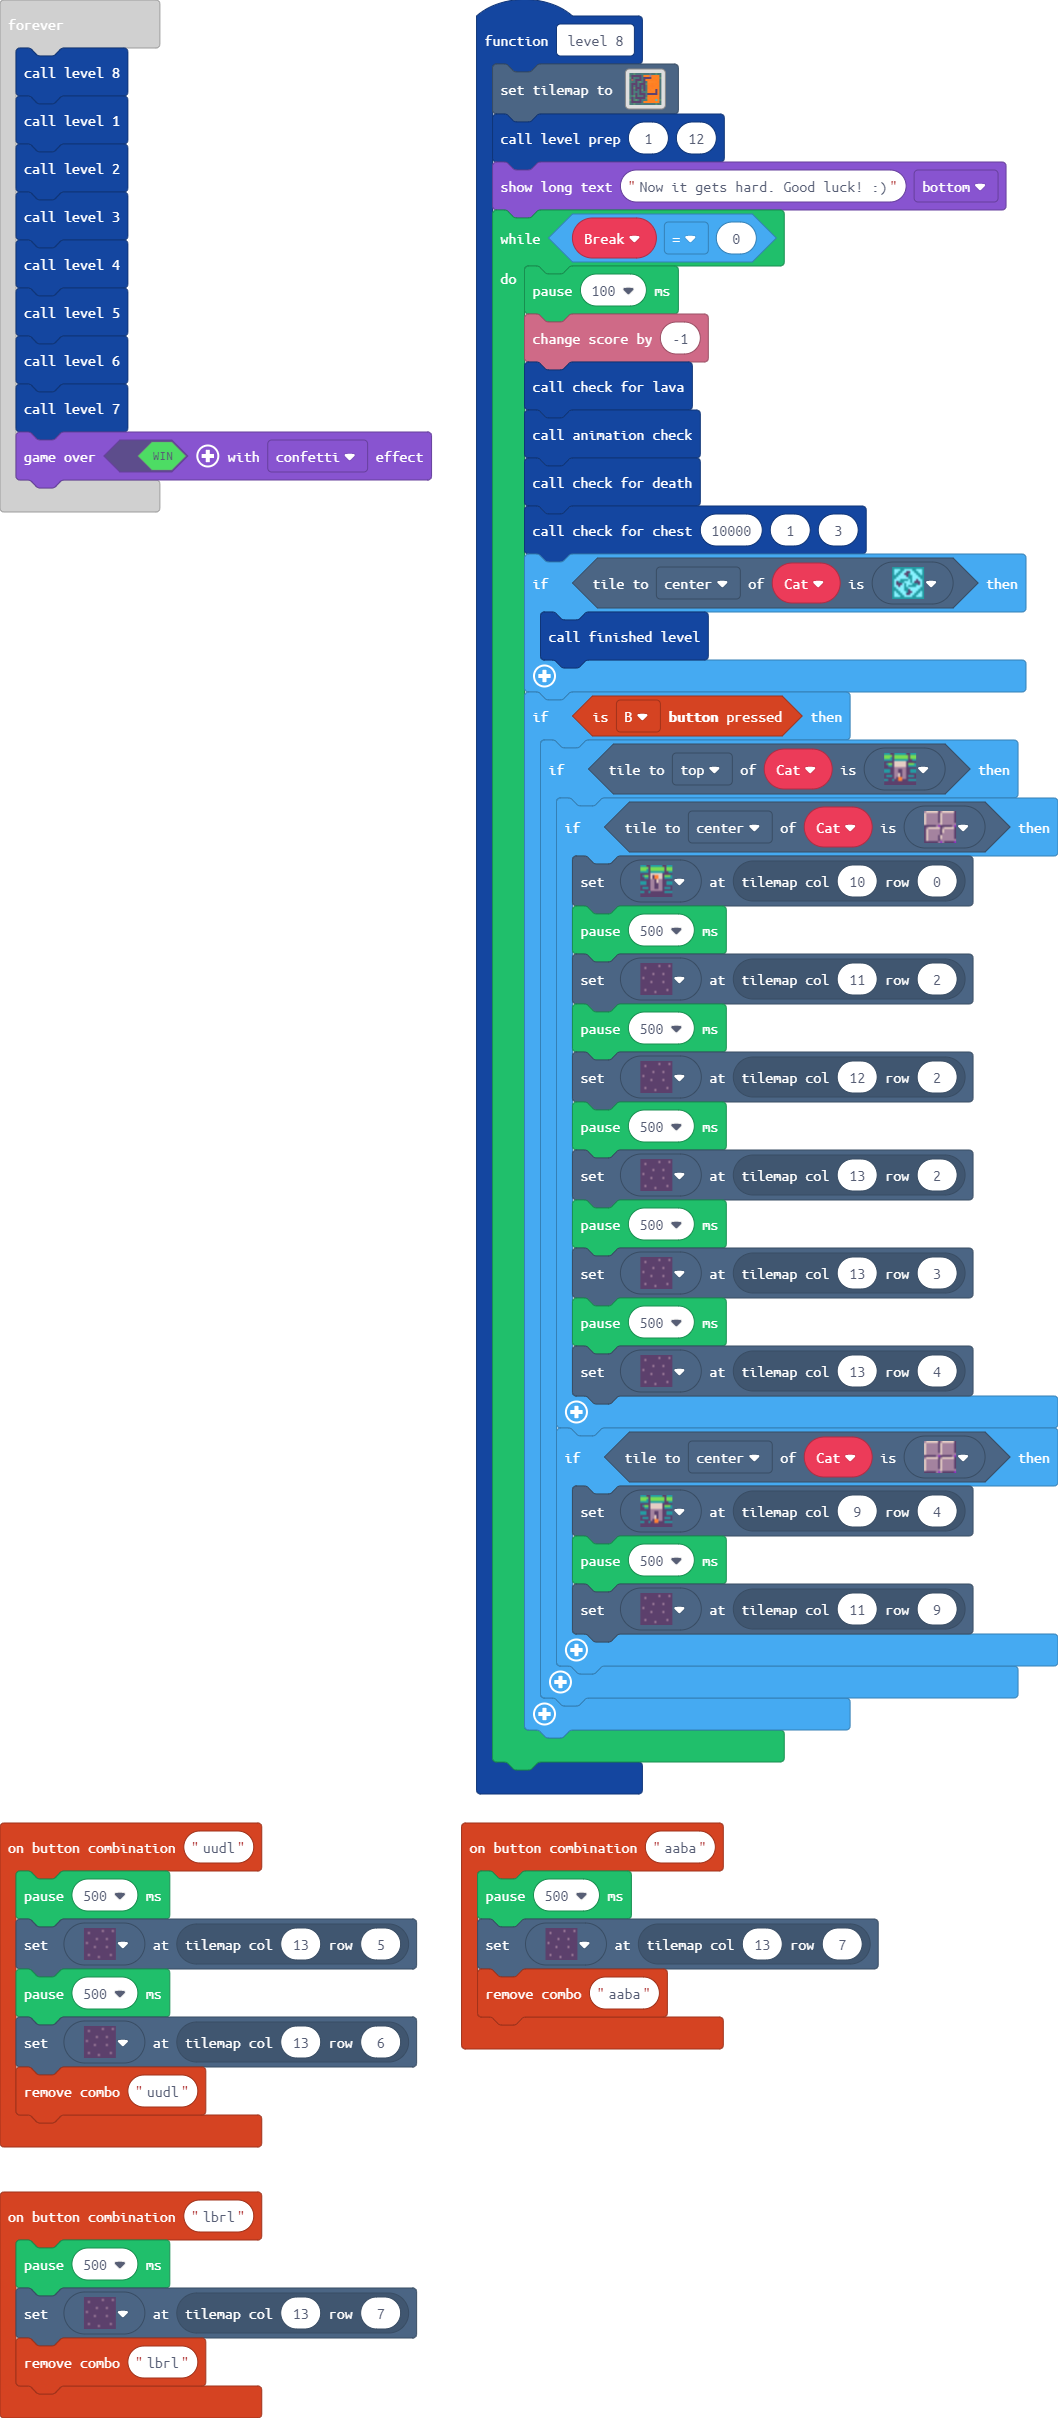 forever
call level 8
call level 1
call level 2
call level 3
call level 4
call level 5
call level 6
call level 7
game over WIN with confetti effect
function level 8
set tilemap to
call level prep 1 12
show long text "Now it gets hard. Good luck! :)" bottom
while Break = 0
do
pause 100 ms
change score by -1
call check for lava
call animation check
call check for death
call check for chest 10000 1 3
if tile to center of Cat is then
call finished level
if is B button pressed then
if tile to top of Cat is then
if tile to center of Cat is then
set at tilemap col 10 row 0
pause 500 ms
set at tilemap col 11 row 2
pause 500 ms
set at tilemap col 12 row 2
pause 500 ms
set at tilemap col 13 row 2
pause 500 ms
set at tilemap col 13 row 3
pause 500 ms
set at tilemap col 13 row 4
if tile to center of Cat is then
set at tilemap col 9 row 4
pause 500 ms
set at tilemap col 11 row 9
on button combination "uudl"
pause 500 ms
set at tilemap col 13 row 5
pause 500 ms
set at tilemap col 13 row 6
remove combo "uudl"
on button combination "aaba"
pause 500 ms
set at tilemap col 13 row 7
remove combo "aaba"
on button combination "lbrl"
pause 500 ms
set at tilemap col 13 row 7
remove combo "lbrl"